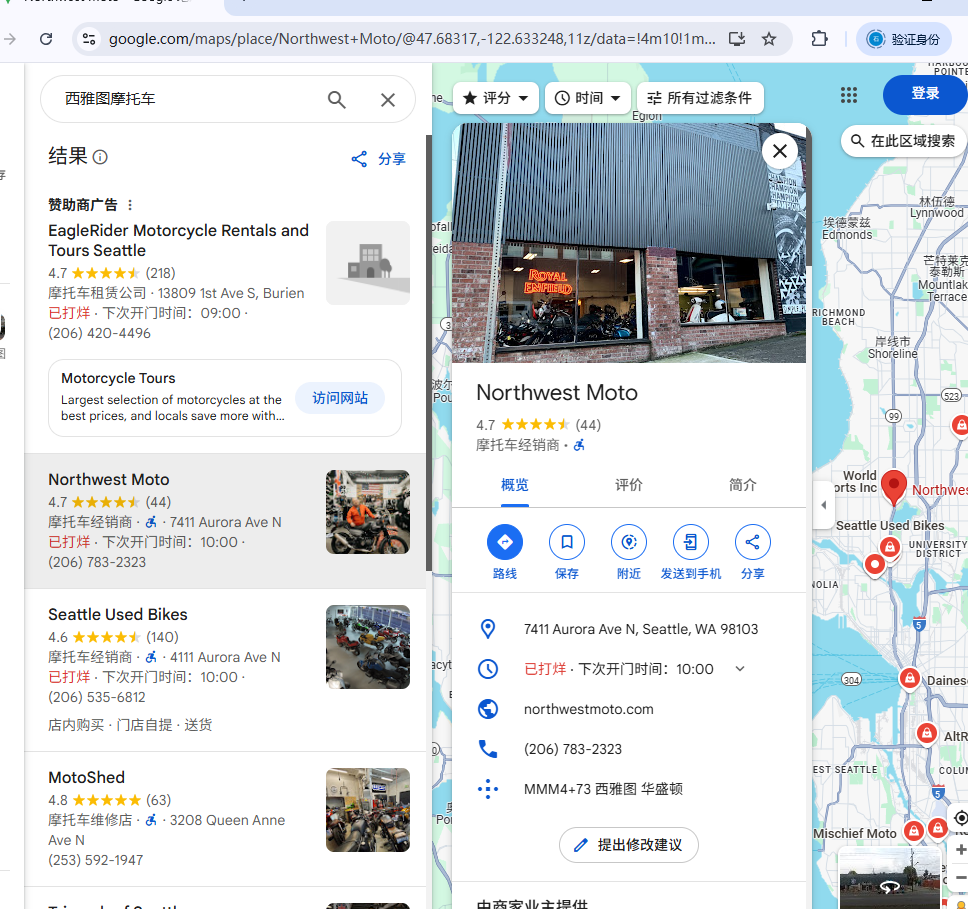 google.com/maps/place/Northwest+Moto/@47.68317,-122.633248,11z/data=!4m10!1m...
验证身份
西雅图摩托车
结果
分享
赞助商广告
EagleRider Motorcycle Rentals and
Tours Seattle
4.7 (218)
摩托车租赁公司 · 13809 1st Ave S, Burien
已打烊 · 下次开门时间：09:00 ·
(206) 420-4496
Motorcycle Tours
Largest selection of motorcycles at the
best prices, and locals save more with...
访问网站
Northwest Moto
4.7 (44)
摩托车经销商 · 7411 Aurora Ave N
已打烊 · 下次开门时间：10:00 ·
(206) 783-2323
Seattle Used Bikes
4.6 (140)
摩托车经销商 · 4111 Aurora Ave N
已打烊 · 下次开门时间：10:00 ·
(206) 535-6812
店内购买 · 门店自提 · 送货
MotoShed
4.8 (63)
摩托车维修店 · 3208 Queen Anne
Ave N
(253) 592-1947
评分
时间
所有过滤条件
登录
在此区域搜索
Eglon
ROYAL
ENFIELD
CHAMPION
Northwest Moto
4.7 (44)
摩托车经销商 ·
概览
评价
简介
路线
保存
附近
发送到手机
分享
7411 Aurora Ave N, Seattle, WA 98103
已打烊 · 下次开门时间：10:00
northwestmoto.com
(206) 783-2323
MMM4+73 西雅图 华盛顿
提出修改建议
由商家业主提供
林伍德
Lynnwood
埃德蒙兹
Edmonds
芒特莱克
泰勒斯
Mountlake
Terrace
RICHMOND
BEACH
岸线市
Shoreline
523
99
World
orts Inc
Northwes
Seattle Used Bikes
UNIVERSITY
DISTRICT
NOLIA
5
304
Daines
AltR
EST SEATTLE
COLUM
5
Mischief Moto